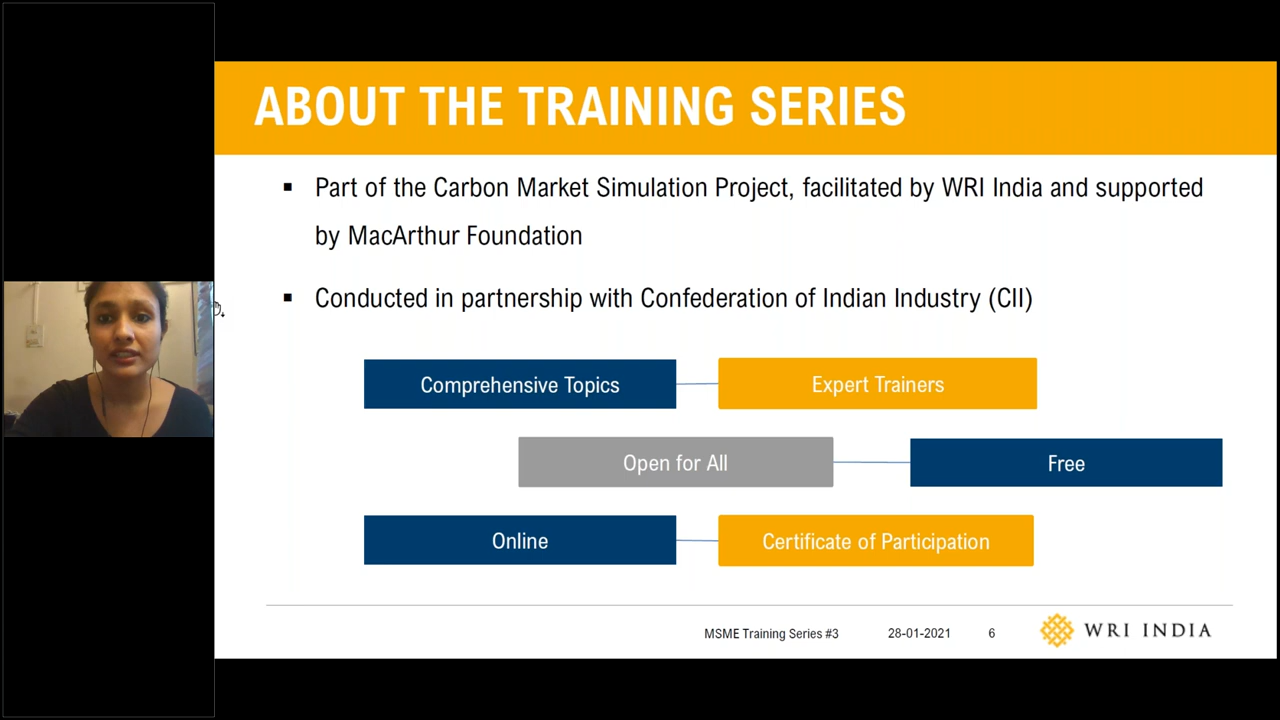 ABOUT THE TRAINING SERIES
Part of the Carbon Market Simulation Project, facilitated by WRI India and supported
by MacArthur Foundation
Conducted in partnership with Confederation of Indian Industry (CII)
Comprehensive Topics
Expert Trainers
Open for All
Free
Online
Certificate of Participation
MSME Training Series #3
28-01-2021
6
WRI INDIA